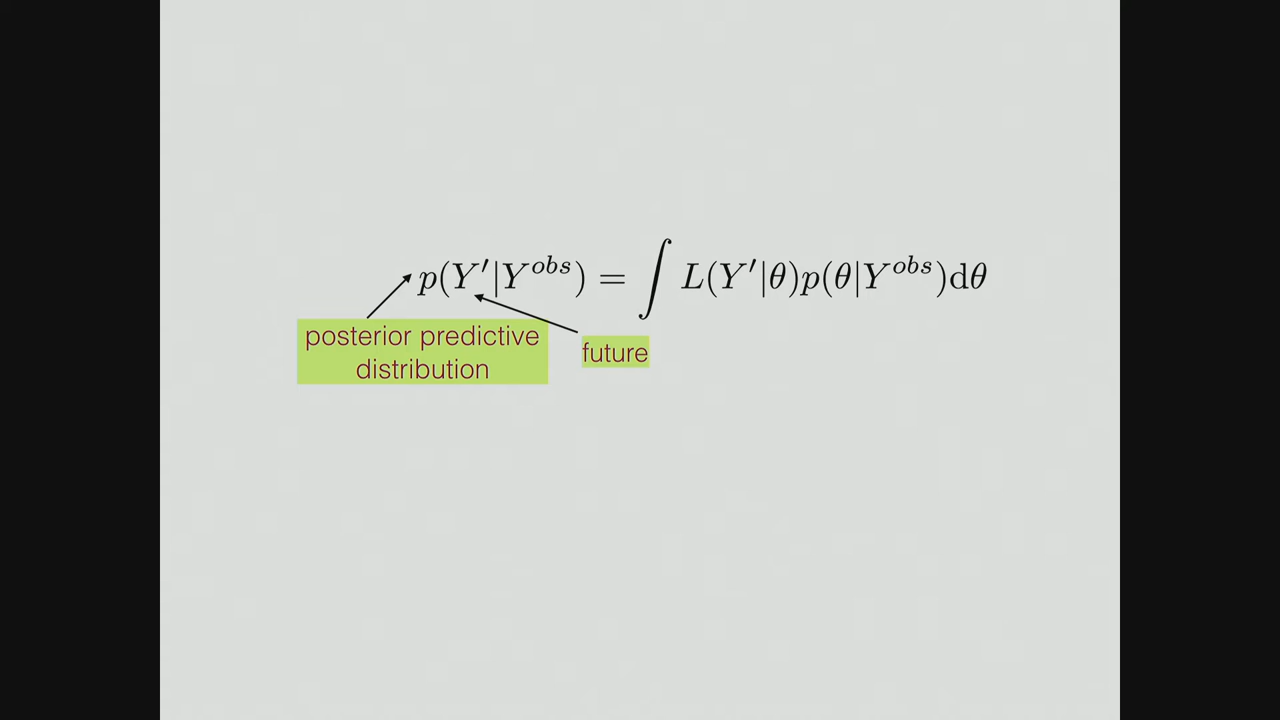 p(Y′|Y^{obs}) = ∫ L(Y′|θ)p(θ|Y^{obs})dθ
posterior predictive
distribution
future